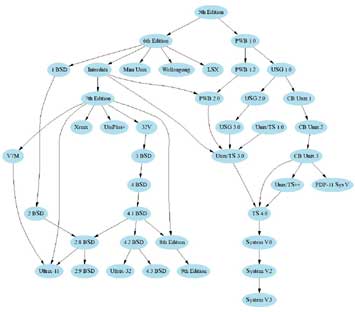 5th Edition
6th Edition
PWB 1.0
1 BSD
Interdata
Mini Unix
Wollongong
LSX
PWB 1.2
USG 1.0
7th Edition
PWB 2.0
USG 2.0
CB Unix 1
Xenix
UniPlus+
32V
USG 3.0
Unix/TS 1.0
CB Unix 2
V7M
3 BSD
Unix/TS 3.0
CB Unix 3
4 BSD
Unix/TS++
PDP-11 Sys V
2 BSD
4.1 BSD
TS 4.0
2.8 BSD
4.2 BSD
8th Edition
System V.0
Ultrix-11
2.9 BSD
Ultrix-32
4.3 BSD
9th Edition
System V.2
System V.3